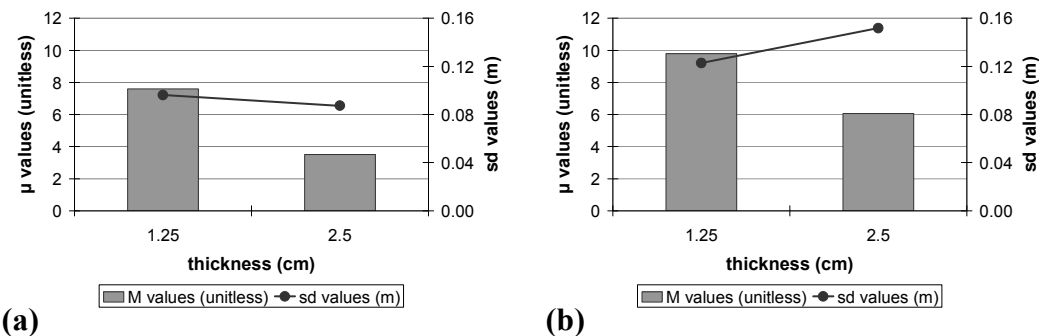 μ values (unitless)
12
10
8
6
4
2
0
0.16
0.12
0.08
0.04
0.00
sd values (m)
1.25 2.5
thickness (cm)
M values (unitless) sd values (m)
(a)
µ values (unitless)
12
10
8
6
4
2
0
0.16
0.12
0.08
0.04
0.00
sd values (m)
1.25 2.5
thickness (cm)
M values (unitless) sd values (m)
(b)